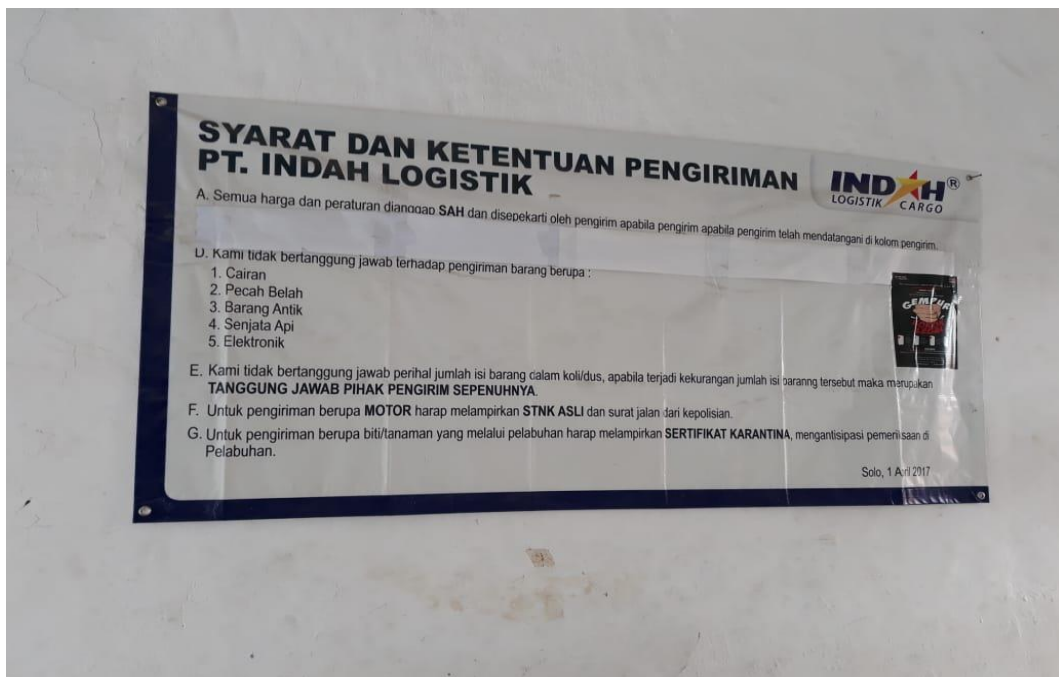 SYARAT DAN KETENTUAN PENGIRIMAN
PT. INDAH LOGISTIK
INDAH®
LOGISTIK CARGO
A. Semua harga dan peraturan dianggap SAH dan disepekarti oleh pengirim apabila pengirim apabila pengirim telah mendatangani di kolom pengirim.
D. Kami tidak bertanggung jawab terhadap pengiriman barang berupa :
1. Cairan
2. Pecah Belah
3. Barang Antik
4. Senjata Api
5. Elektronik
GEMPUR
E. Kami tidak bertanggung jawab perihal jumlah isi barang dalam koli/dus, apabila terjadi kekurangan jumlah isi baranng tersebut maka merupakan
TANGGUNG JAWAB PIHAK PENGIRIM SEPENUHNYA.
F. Untuk pengiriman berupa MOTOR harap melampirkan STNK ASLI dan surat jalan dari kepolisian.
G. Untuk pengiriman berupa biti/tanaman yang melalui pelabuhan harap melampirkan SERTIFIKAT KARANTINA, mengantisipasi pemeriksaan di
Pelabuhan.
Solo, 1 April 2017